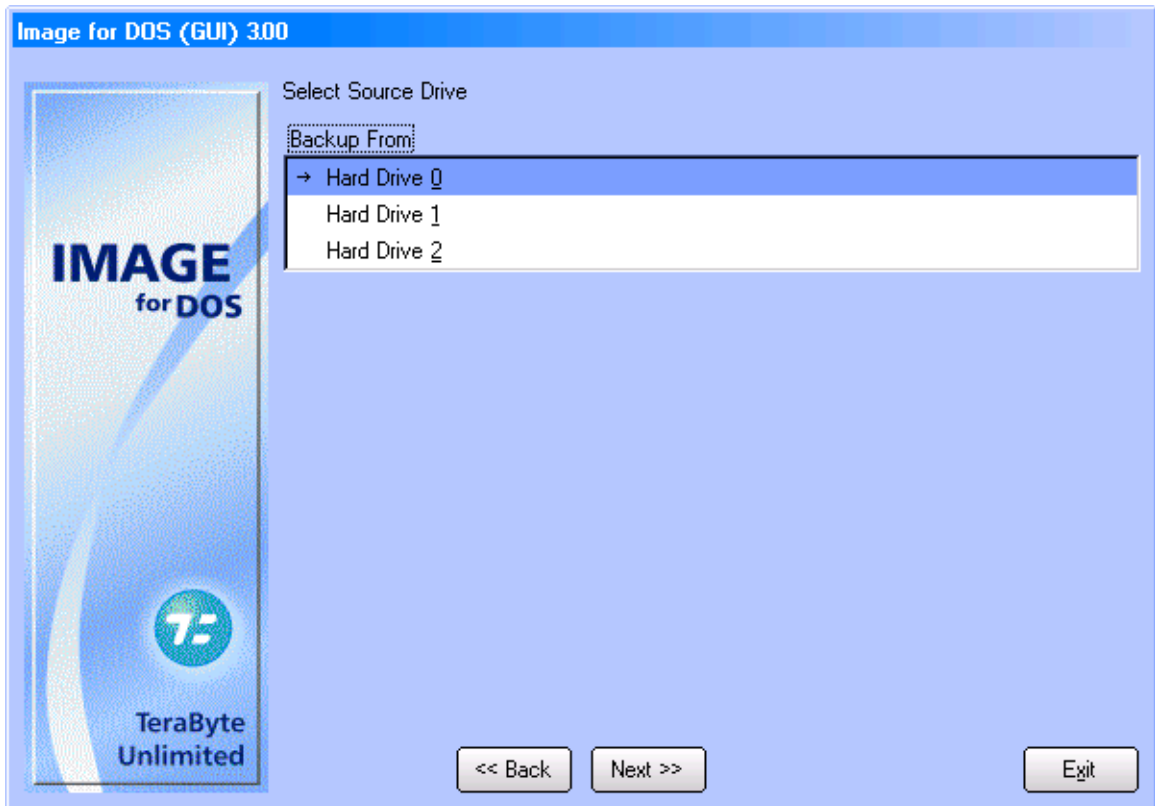 Image for DOS (GUI) 3.00
Select Source Drive
Backup From
→ Hard Drive 0
Hard Drive 1
Hard Drive 2
IMAGE
for DOS
TeraByte
Unlimited
<< Back
Next >>
Exit